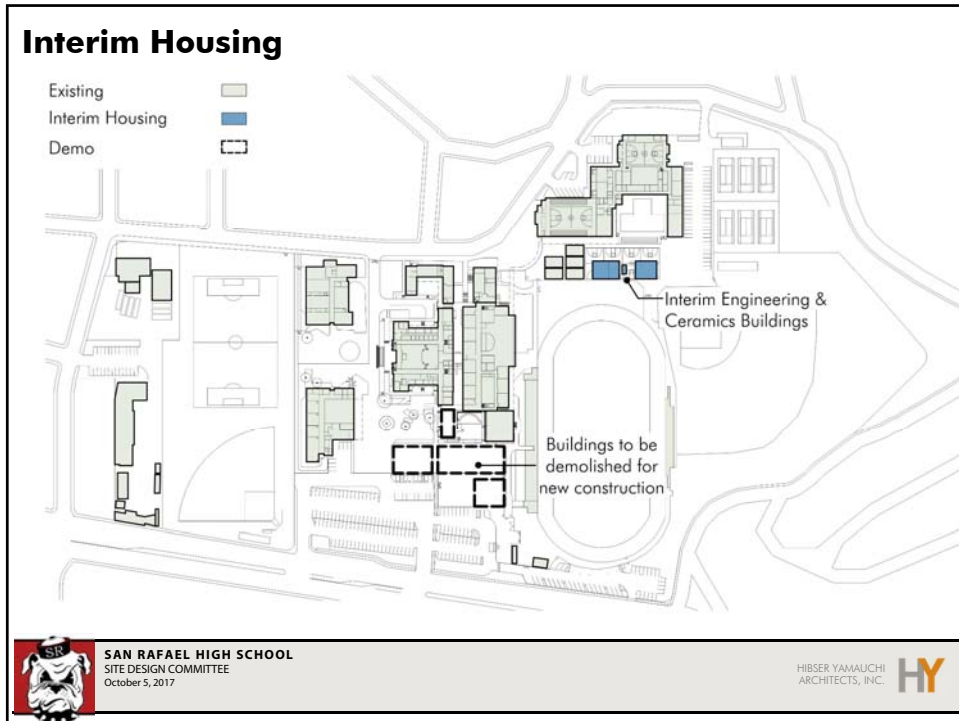 Interim Housing
Existing
Interim Housing
Demo
Interim Engineering &
Ceramics Buildings
Buildings to be
demolished for
new construction
SR
SAN RAFAEL HIGH SCHOOL
SITE DESIGN COMMITTEE
October 5, 2017
HIBSER YAMAUCHI
ARCHITECTS, INC.
HY